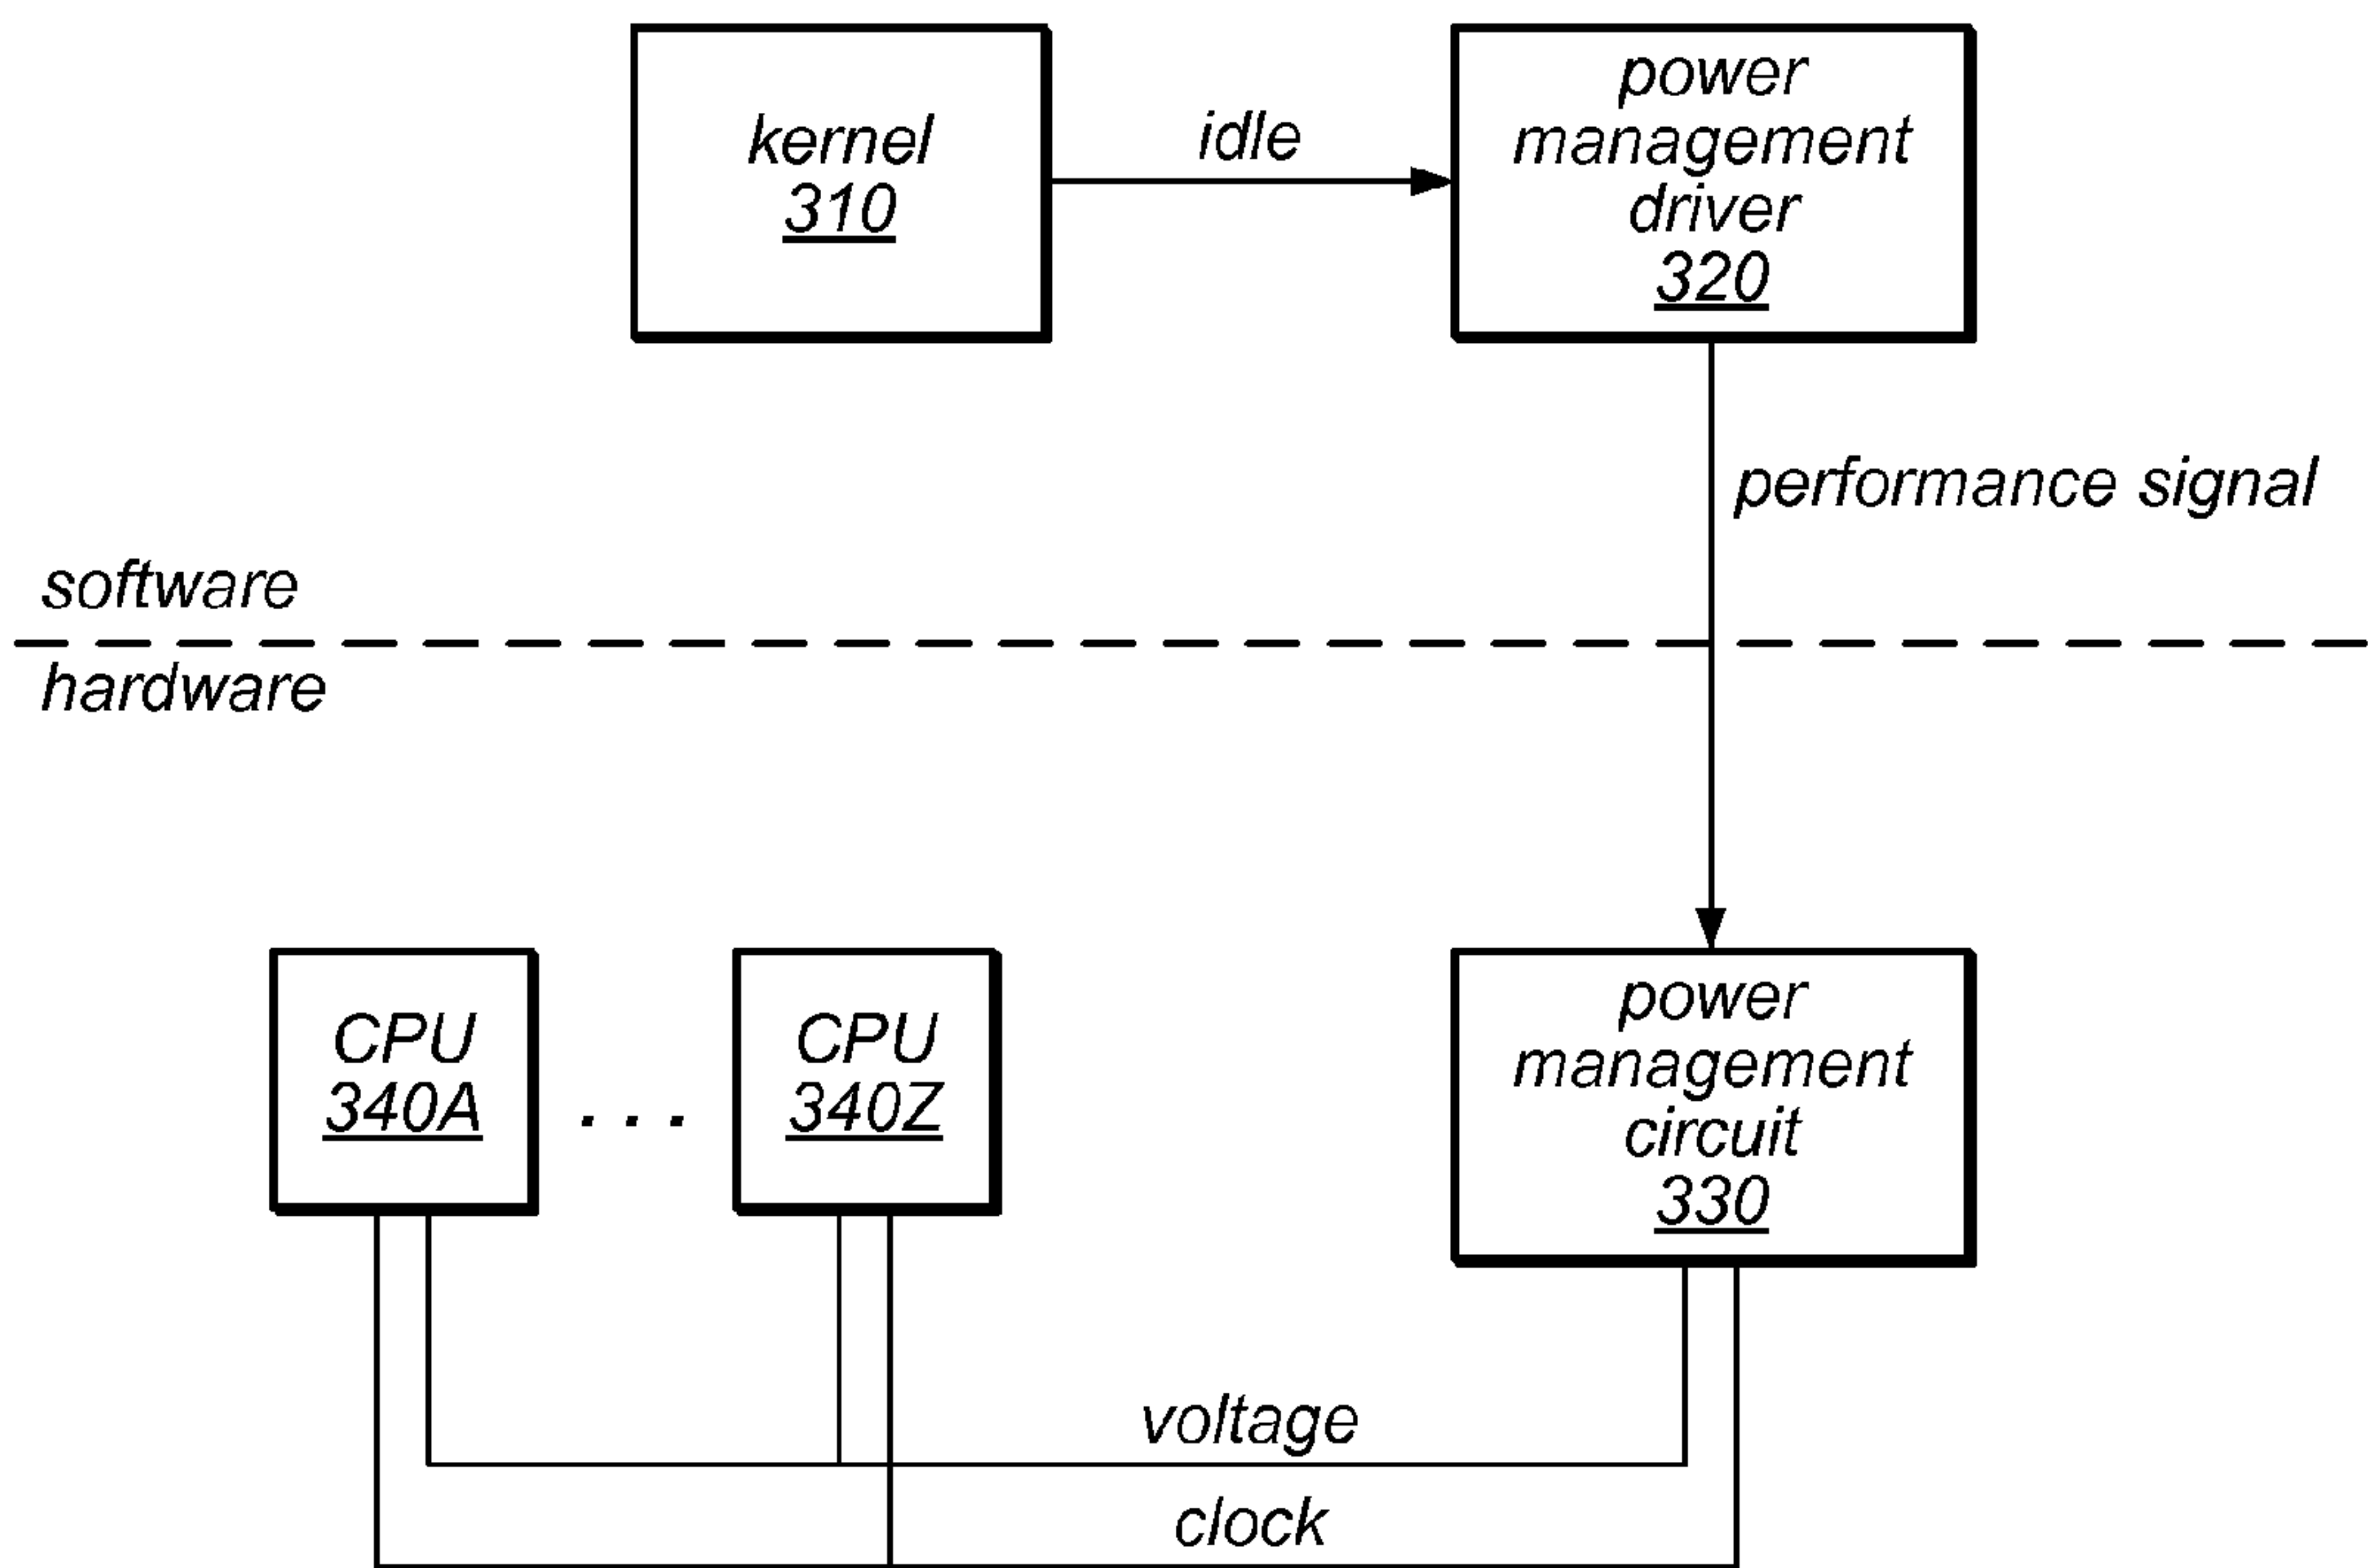 kernel
310
idle
power
management
driver
320
performance signal
software
hardware
CPU
340A
. . .
CPU
340Z
power
management
circuit
330
voltage
clock